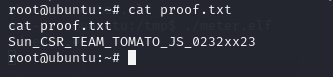 root@ubuntu:~# cat proof.txt
cat proof.txt
Sun_CSR_TEAM_TOMATO_JS_0232xx23
root@ubuntu:~#